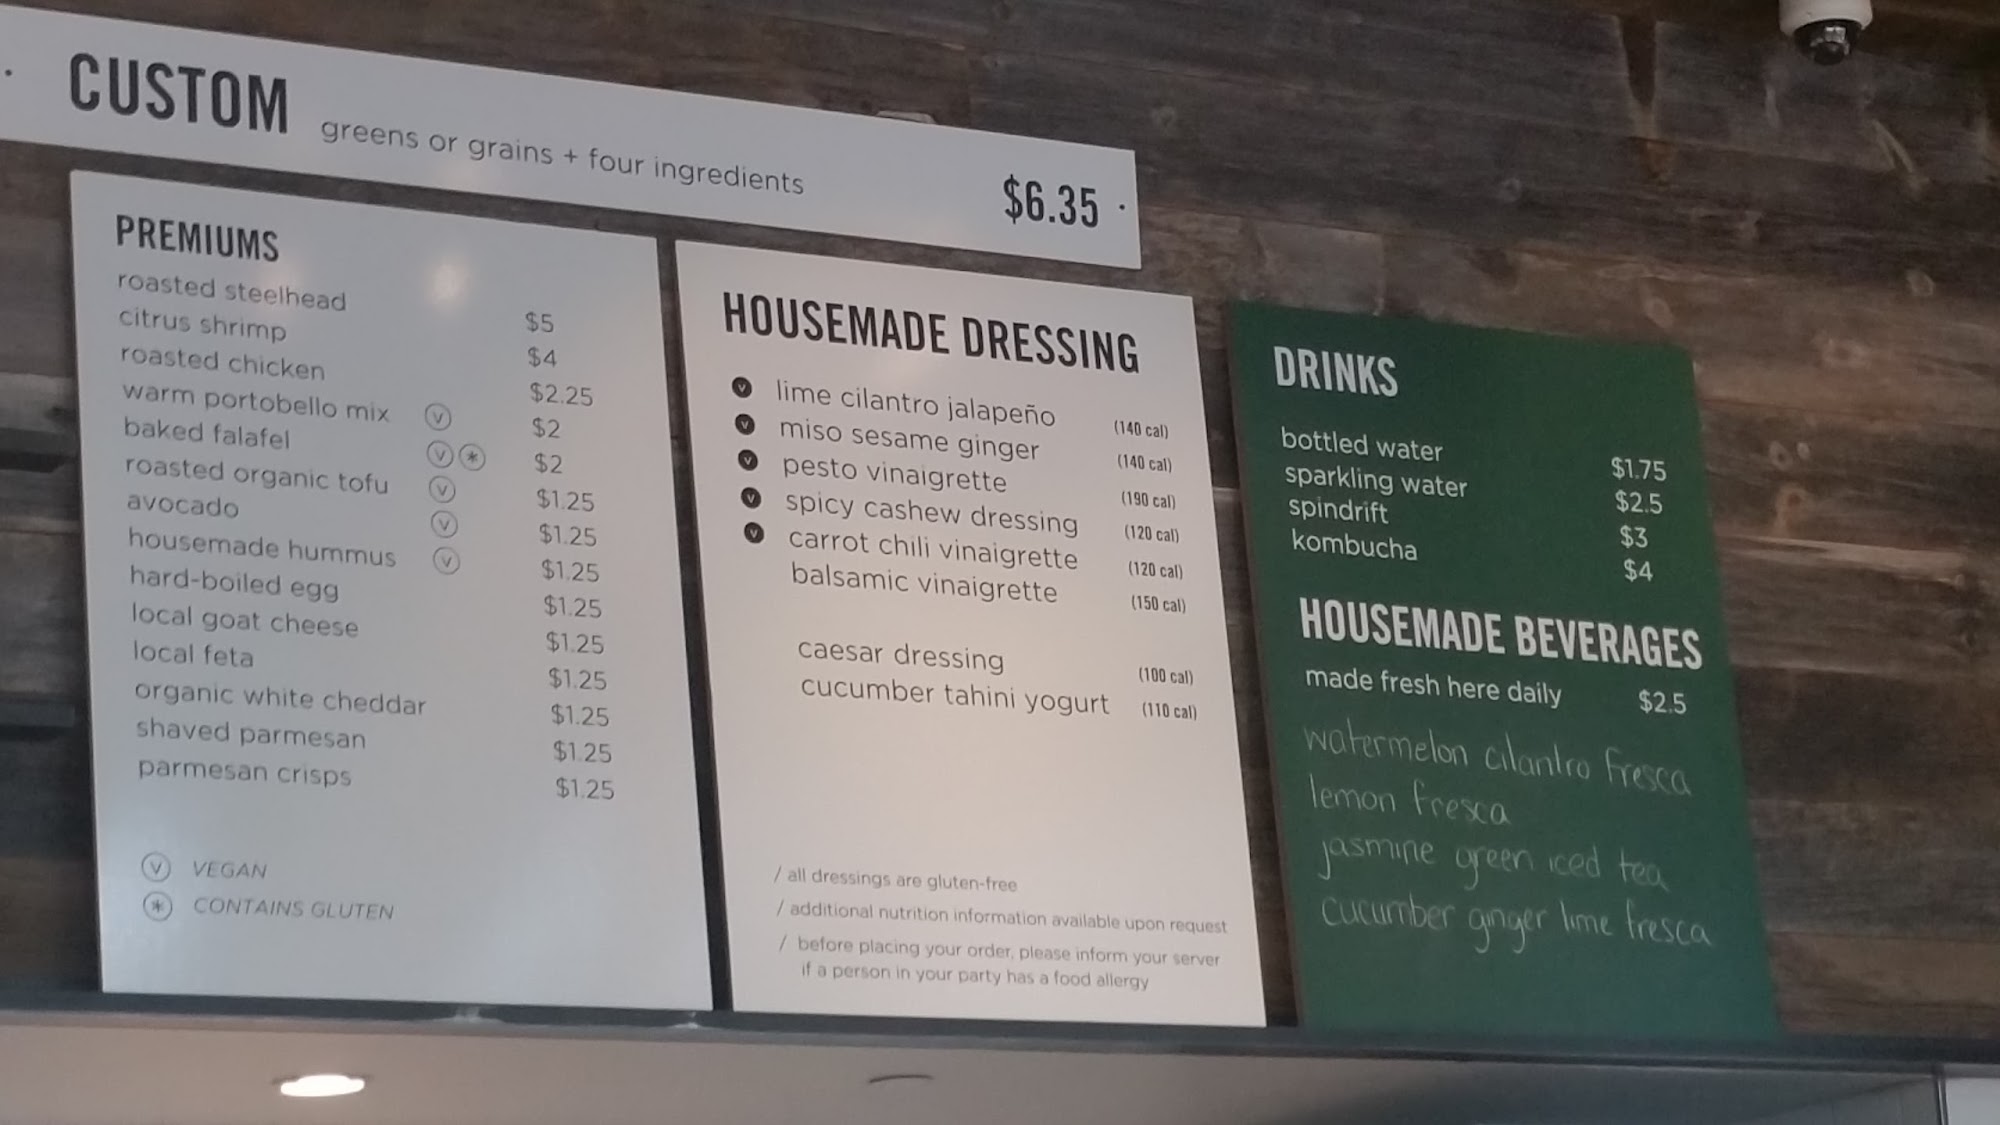 CUSTOM greens or grains + four ingredients $6.35
PREMIUMS
roasted steelhead $5
citrus shrimp $4
roasted chicken $2.25
warm portobello mix V $2
baked falafel V * $2
roasted organic tofu V $1.25
avocado V $1.25
housemade hummus V $1.25
hard-boiled egg $1.25
local goat cheese $1.25
local feta $1.25
organic white cheddar $1.25
shaved parmesan $1.25
parmesan crisps $1.25
V VEGAN
* CONTAINS GLUTEN
HOUSEMADE DRESSING
V lime cilantro jalapeño (140 cal)
V miso sesame ginger (140 cal)
V pesto vinaigrette (190 cal)
V spicy cashew dressing (120 cal)
V carrot chili vinaigrette (120 cal)
balsamic vinaigrette (150 cal)
caesar dressing (100 cal)
cucumber tahini yogurt (110 cal)
/ all dressings are gluten-free
/ additional nutrition information available upon request
/ before placing your order, please inform your server
if a person in your party has a food allergy
DRINKS
bottled water $1.75
sparkling water $2.5
spindrift $3
kombucha $4
HOUSEMADE BEVERAGES
made fresh here daily $2.5
watermelon cilantro fresca
lemon fresca
jasmine green iced tea
cucumber ginger lime fresca